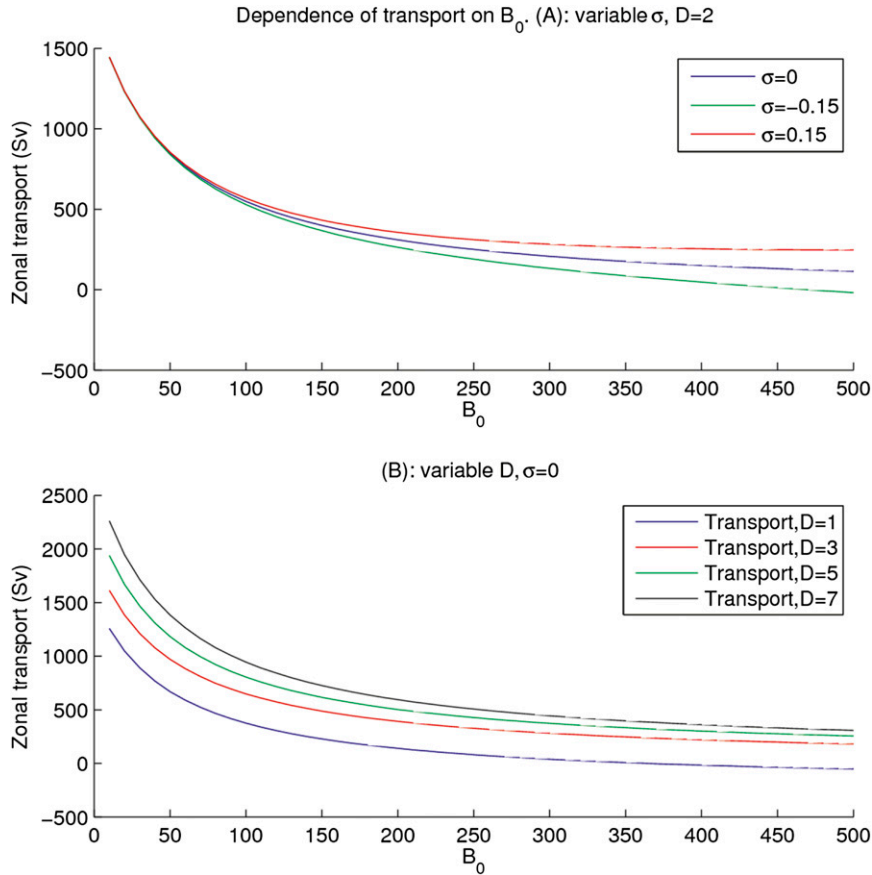 Dependence of transport on B0. (A): variable σ, D=2
1500
1000
500
0
−500
Zonal transport (Sv)
σ=0
σ=−0.15
σ=0.15
0 50 100 150 200 250 300 350 400 450 500
B0
(B): variable D, σ=0
2500
2000
1500
1000
500
0
−500
Zonal transport (Sv)
Transport,D=1
Transport,D=3
Transport,D=5
Transport,D=7
0 50 100 150 200 250 300 350 400 450 500
B0